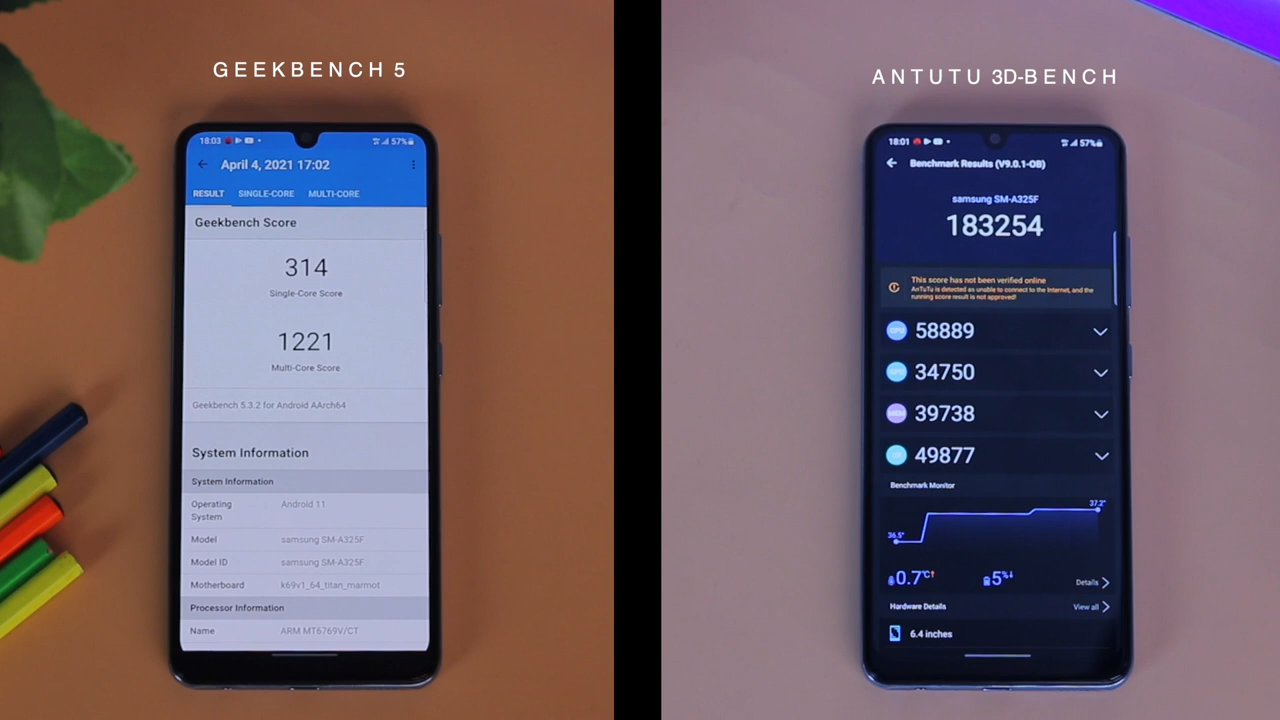 GEEKBENCH 5
18:03
57%
April 4, 2021 17:02
RESULT SINGLE-CORE MULTI-CORE
Geekbench Score
314
Single-Core Score
1221
Multi-Core Score
Geekbench 5.3.2 for Android AArch64
System Information
System Information
Operating System Android 11
Model samsung SM-A325F
Model ID samsung SM-A325F
Motherboard k69v1_64_titan_marmot
Processor Information
Name ARM MT6769V/CT
ANTUTU 3D-BENCH
18:01
57%
Benchmark Results (V9.0.1-OB)
samsung SM-A325F
183254
This score has not been verified online
AnTuTu is detected as unable to connect to the Internet, and the
running score result is not approved!
CPU 58889
GPU 34750
MEM 39738
UX 49877
Benchmark Monitor
37.2°
36.5°
0.7°C↑ 5%↓ Details
Hardware Details View all
6.4 inches